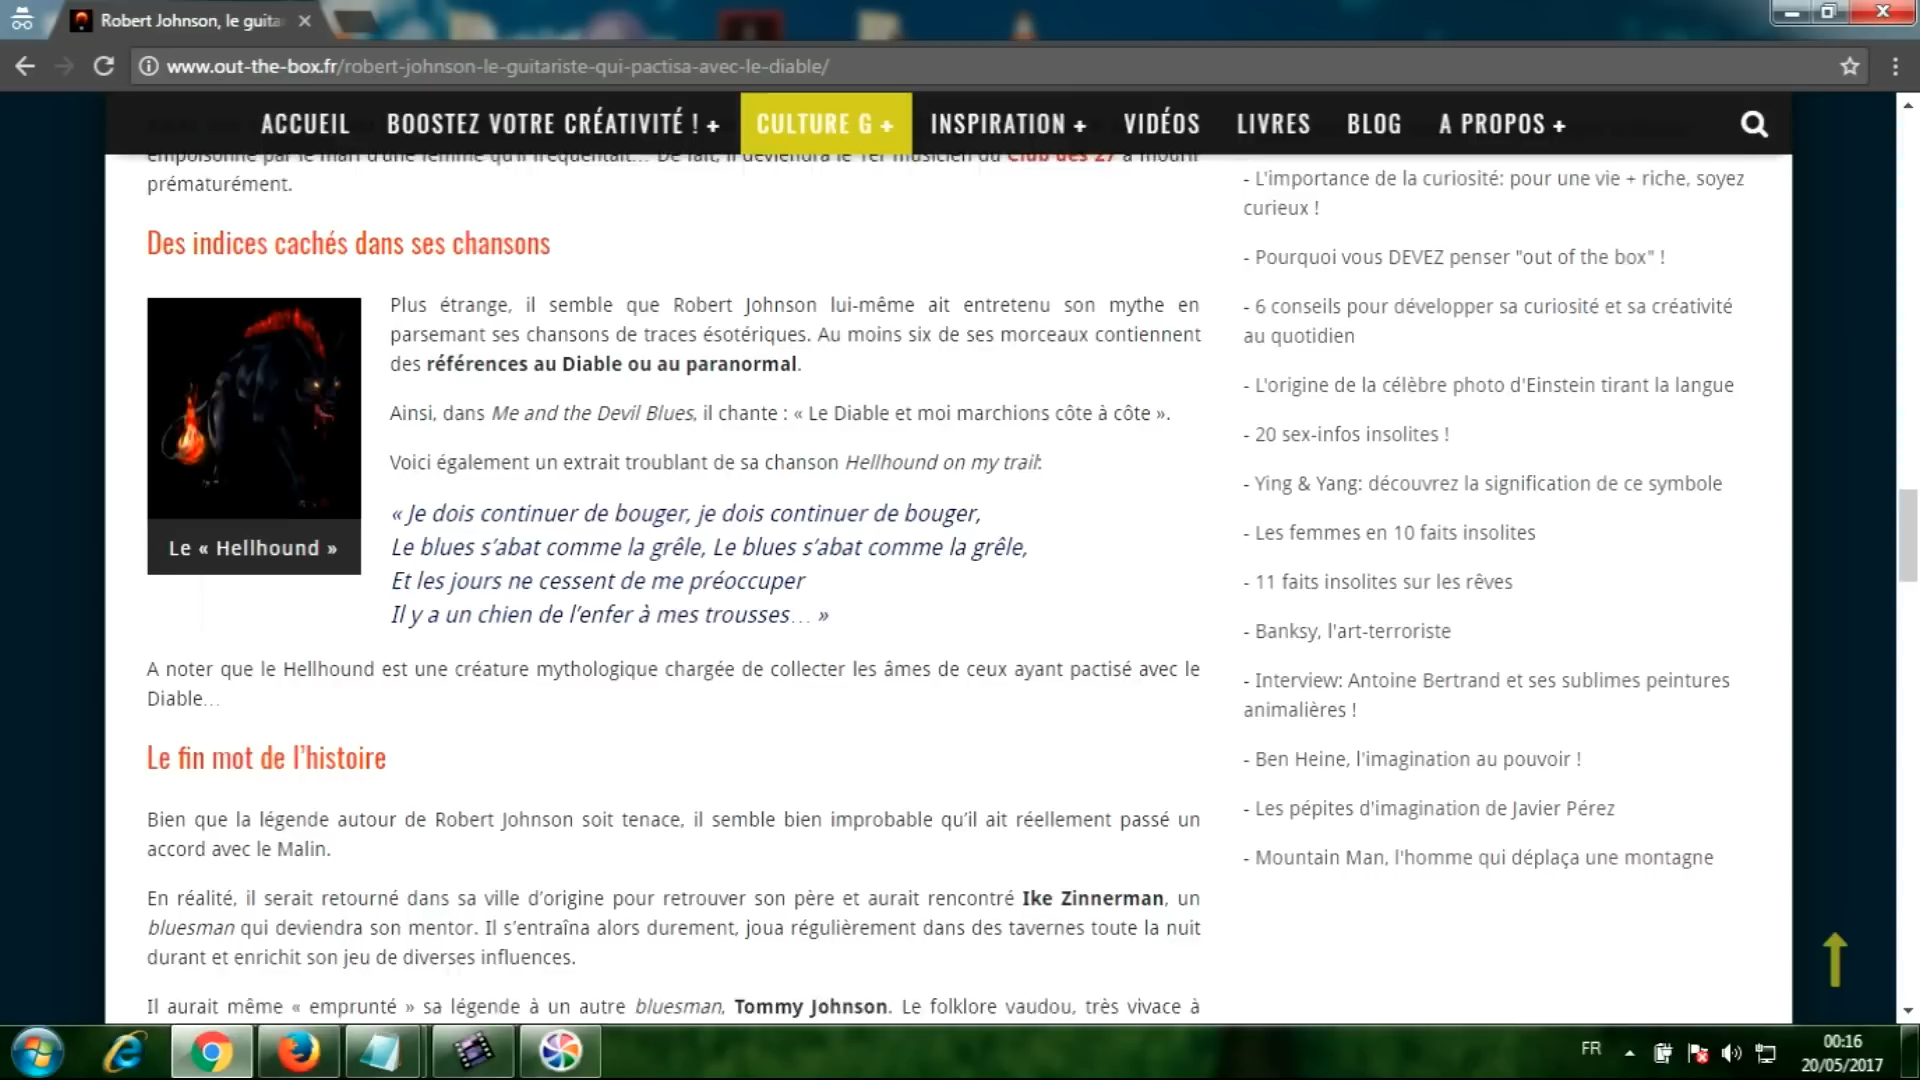 Robert Johnson, le guita
www.out-the-box.fr/robert-johnson-le-guitariste-qui-pactisa-avec-le-diable/
ACCUEIL BOOSTEZ VOTRE CRÉATIVITÉ ! + CULTURE G + INSPIRATION + VIDÉOS LIVRES BLOG A PROPOS +
empoisonné par le mari d'une femme qu'il fréquentait... De fait, il deviendra le 1er musicien du Club des 27 à mourir
prématurément.
Des indices cachés dans ses chansons
Plus étrange, il semble que Robert Johnson lui-même ait entretenu son mythe en
parsemant ses chansons de traces ésotériques. Au moins six de ses morceaux contiennent
des références au Diable ou au paranormal.
Ainsi, dans Me and the Devil Blues, il chante : « Le Diable et moi marchions côte à côte ».
Voici également un extrait troublant de sa chanson Hellhound on my trail:
« Je dois continuer de bouger, je dois continuer de bouger,
Le blues s’abat comme la grêle, Le blues s’abat comme la grêle,
Et les jours ne cessent de me préoccuper
Il y a un chien de l’enfer à mes trousses… »
Le « Hellhound »
A noter que le Hellhound est une créature mythologique chargée de collecter les âmes de ceux ayant pactisé avec le
Diable…
Le fin mot de l’histoire
Bien que la légende autour de Robert Johnson soit tenace, il semble bien improbable qu’il ait réellement passé un
accord avec le Malin.
En réalité, il serait retourné dans sa ville d’origine pour retrouver son père et aurait rencontré Ike Zinnerman, un
bluesman qui deviendra son mentor. Il s’entraîna alors durement, joua régulièrement dans des tavernes toute la nuit
durant et enrichit son jeu de diverses influences.
Il aurait même « emprunté » sa légende à un autre bluesman, Tommy Johnson. Le folklore vaudou, très vivace à
- L'importance de la curiosité: pour une vie + riche, soyez
curieux !
- Pourquoi vous DEVEZ penser "out of the box" !
- 6 conseils pour développer sa curiosité et sa créativité
au quotidien
- L'origine de la célèbre photo d'Einstein tirant la langue
- 20 sex-infos insolites !
- Ying & Yang: découvrez la signification de ce symbole
- Les femmes en 10 faits insolites
- 11 faits insolites sur les rêves
- Banksy, l'art-terroriste
- Interview: Antoine Bertrand et ses sublimes peintures
animalières !
- Ben Heine, l'imagination au pouvoir !
- Les pépites d'imagination de Javier Pérez
- Mountain Man, l'homme qui déplaça une montagne
FR
00:16
20/05/2017